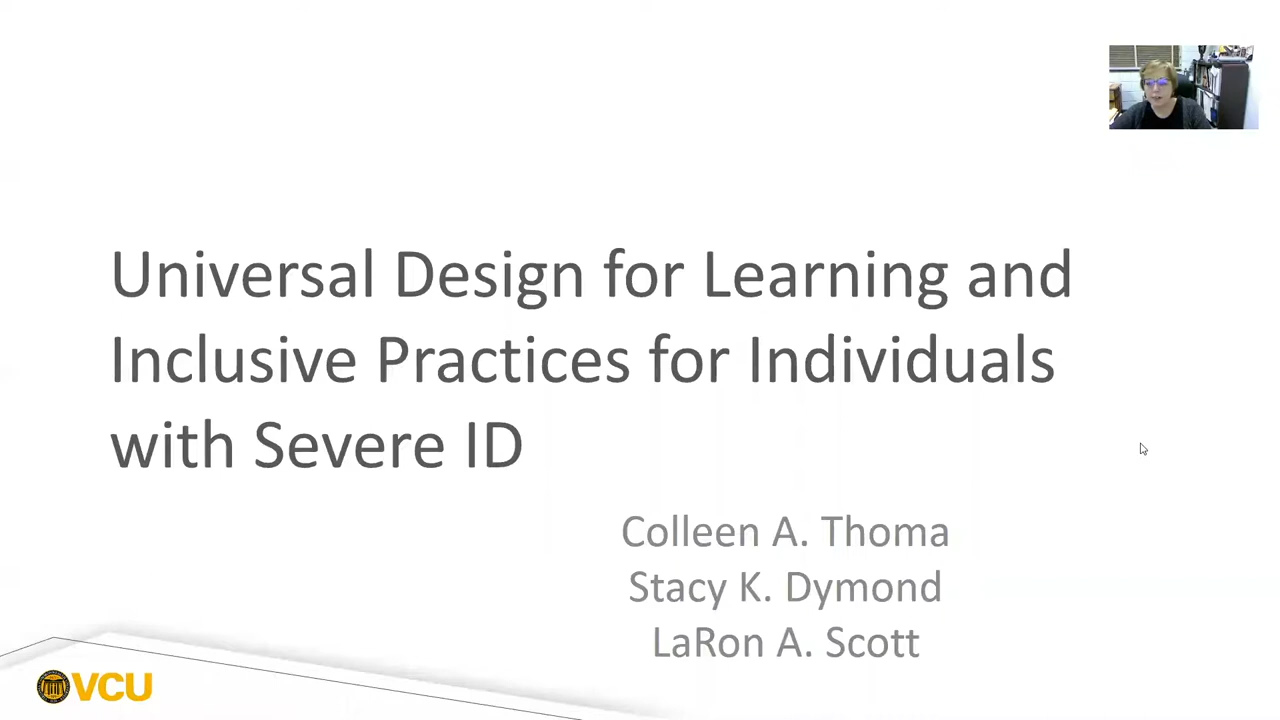 Universal Design for Learning and
Inclusive Practices for Individuals
with Severe ID
Colleen A. Thoma
Stacy K. Dymond
LaRon A. Scott
VCU